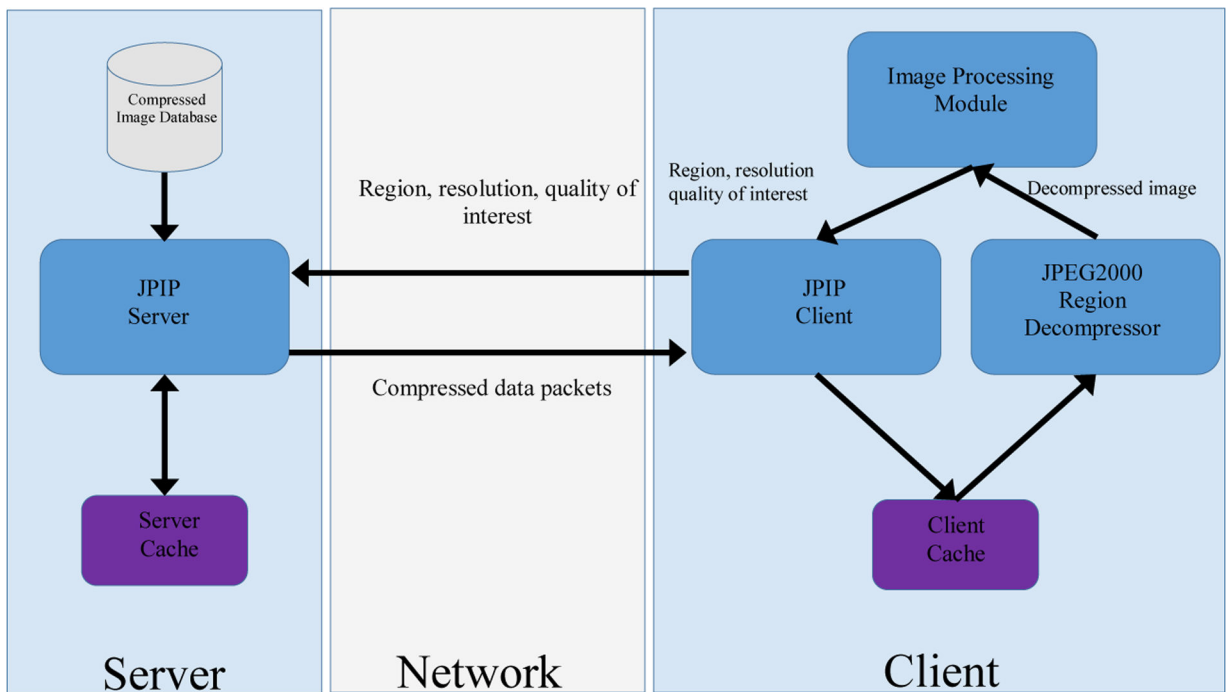 Compressed
Image Database
JPIP
Server
Server
Cache
Server
Region, resolution, quality of
interest
Compressed data packets
Network
Image Processing
Module
Region, resolution
quality of interest
Decompressed image
JPIP
Client
JPEG2000
Region
Decompressor
Client
Cache
Client